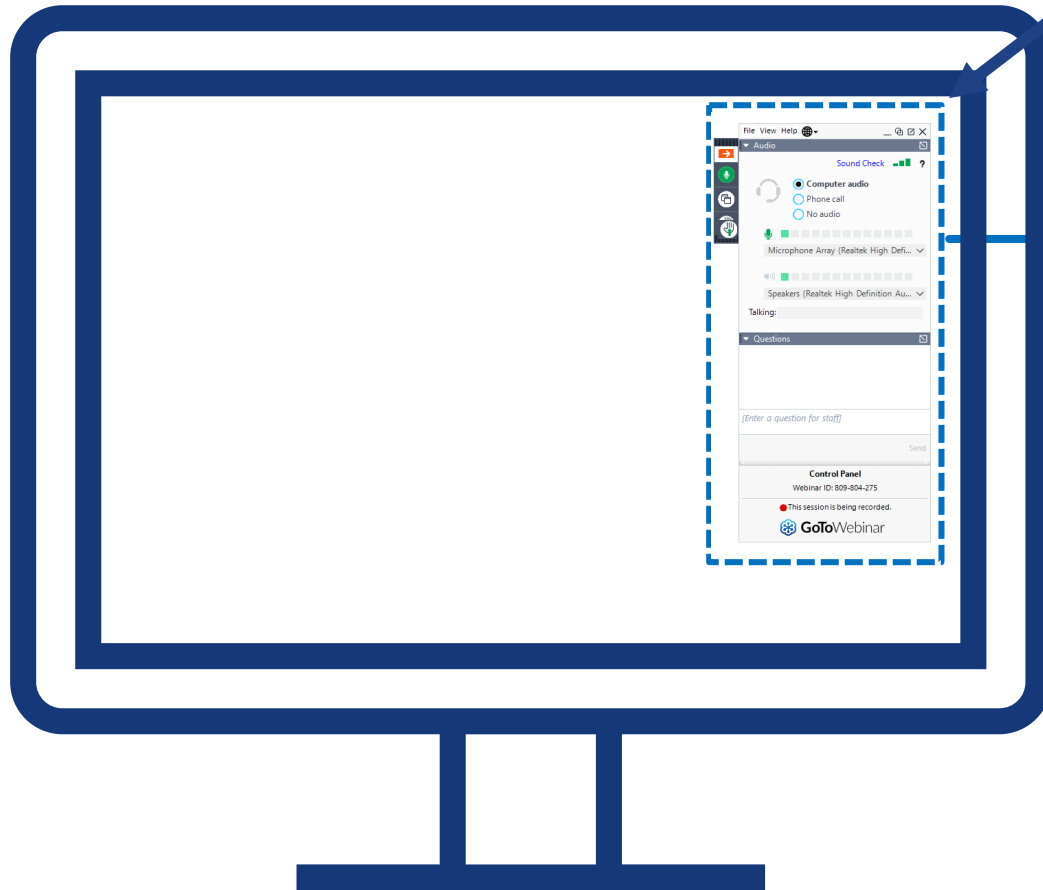 File View Help
Audio
Sound Check ?
Computer audio
Phone call
No audio
Microphone Array (Realtek High Defi...
Speakers (Realtek High Definition Au...
Talking:
Questions
[Enter a question for staff]
Send
Control Panel
Webinar ID: 809-804-275
This session is being recorded.
GoToWebinar